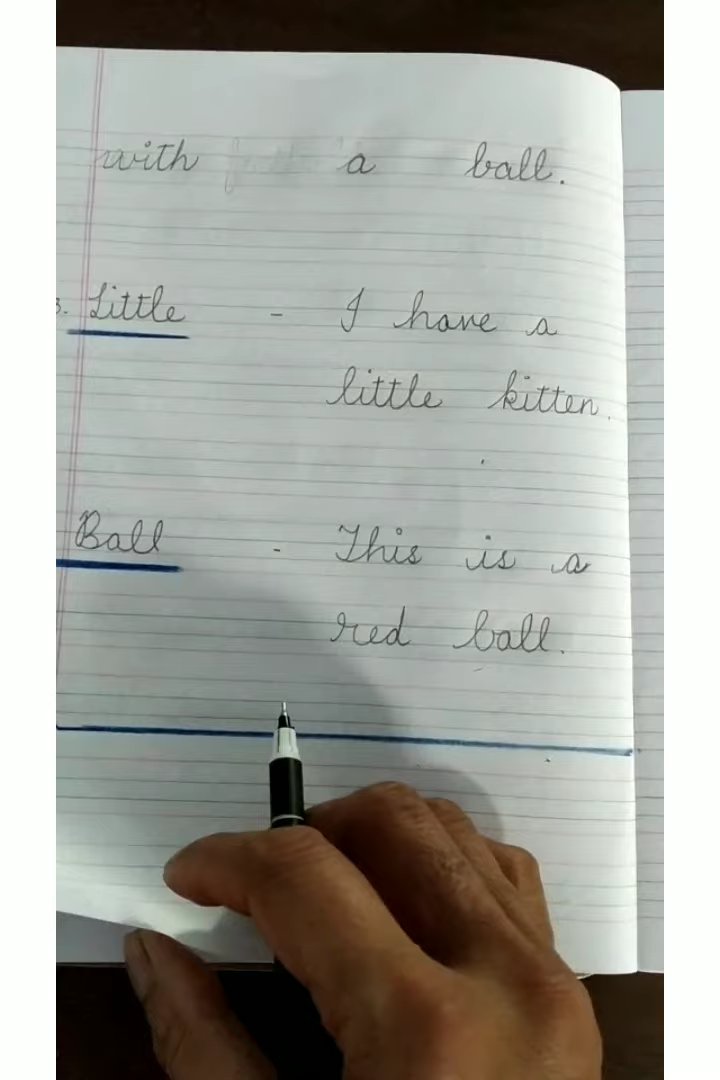 with a ball.
3. Little - I have a
little kitten.
Ball - This is a
red ball.